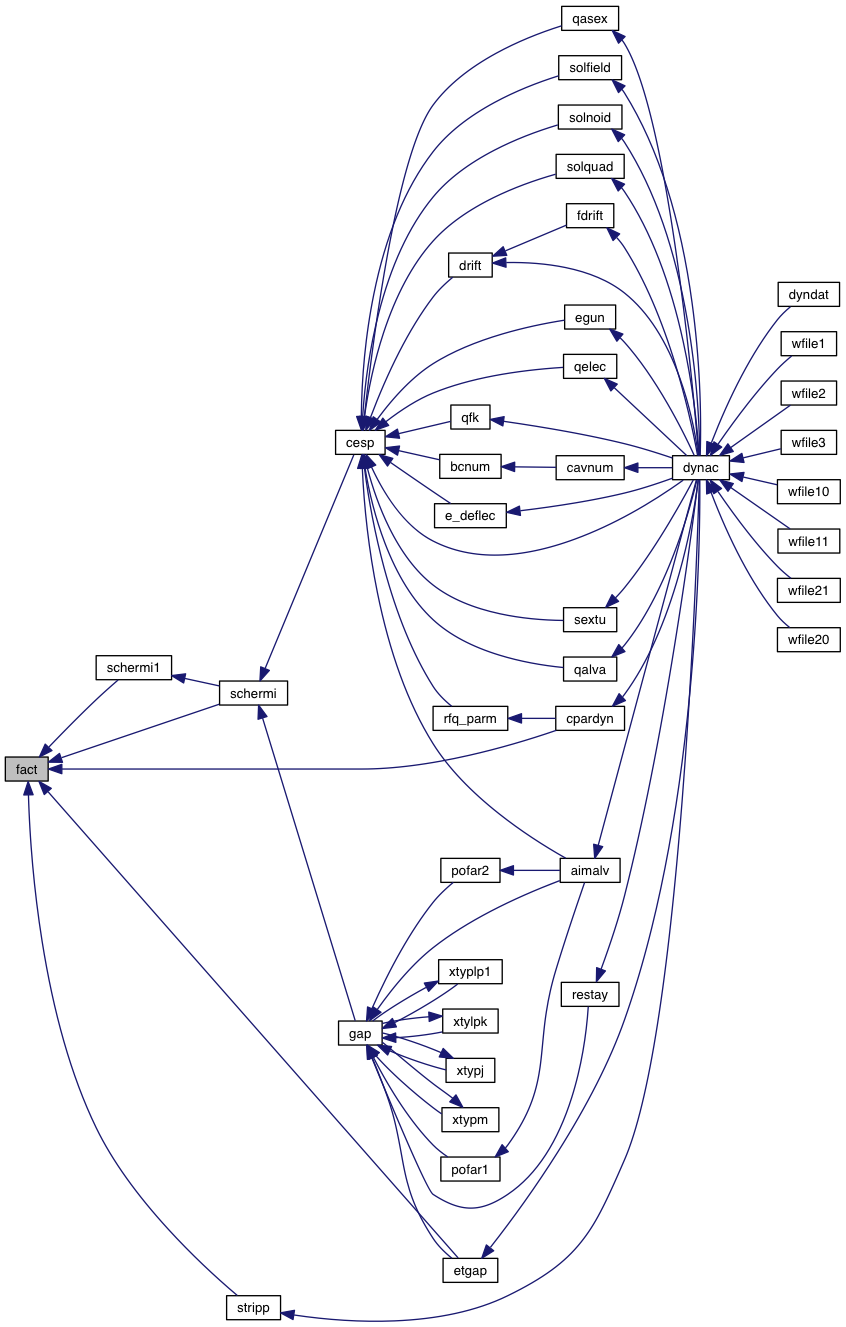 qasex
solfield
solnoid
solquad
fdrift
drift
dyndat
egun
wfile1
qelec
wfile2
qfk
cesp
wfile3
bcnum
cavnum
dynac
wfile10
e_deflec
wfile11
wfile21
sextu
wfile20
schermi1
qalva
schermi
rfq_parm
cpardyn
fact
pofar2
aimalv
xtyplp1
restay
xtylpk
gap
xtypj
xtypm
pofar1
etgap
stripp